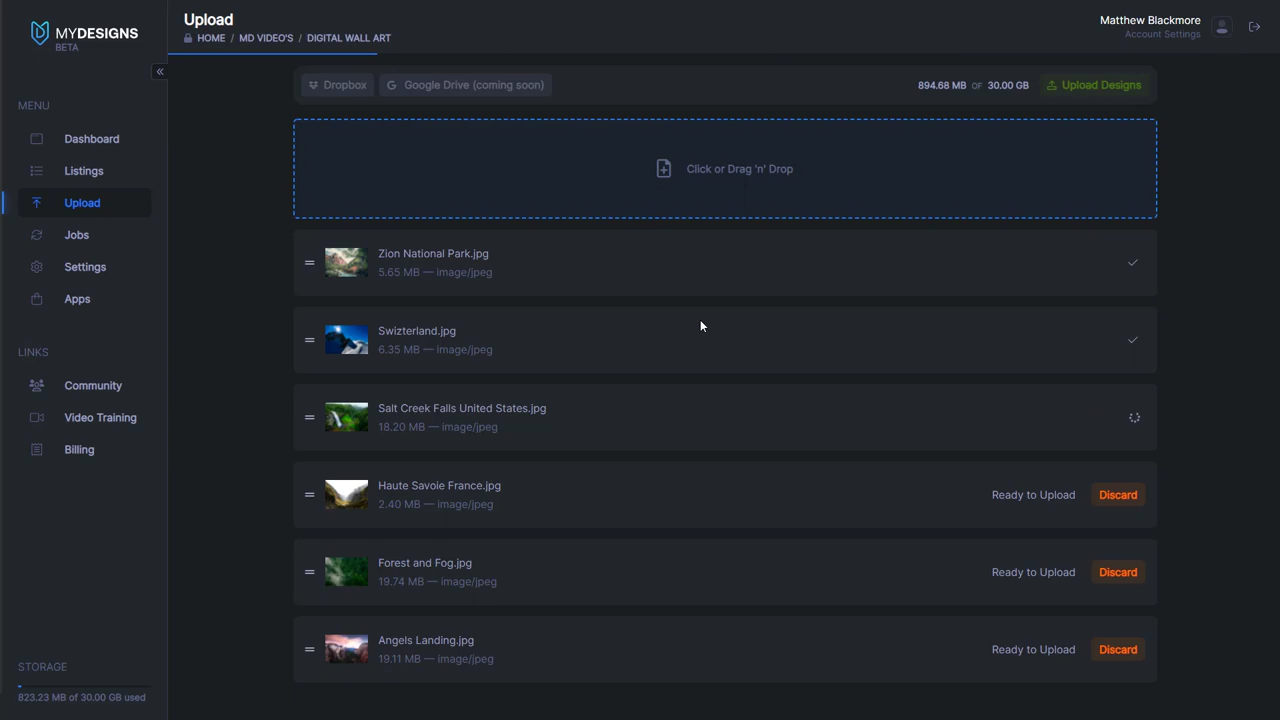 MYDESIGNS
BETA
MENU
Dashboard
Listings
Upload
Jobs
Settings
Apps
LINKS
Community
Video Training
Billing
STORAGE
823.23 MB of 30.00 GB used
Upload
HOME / MD VIDEO'S / DIGITAL WALL ART
Matthew Blackmore
Account Settings
Dropbox
Google Drive (coming soon)
894.68 MB OF 30.00 GB
Upload Designs
Click or Drag 'n' Drop
Zion National Park.jpg
5.65 MB — image/jpeg
Swizterland.jpg
6.35 MB — image/jpeg
Salt Creek Falls United States.jpg
18.20 MB — image/jpeg
Haute Savoie France.jpg
2.40 MB — image/jpeg
Ready to Upload Discard
Forest and Fog.jpg
19.74 MB — image/jpeg
Ready to Upload Discard
Angels Landing.jpg
19.11 MB — image/jpeg
Ready to Upload Discard